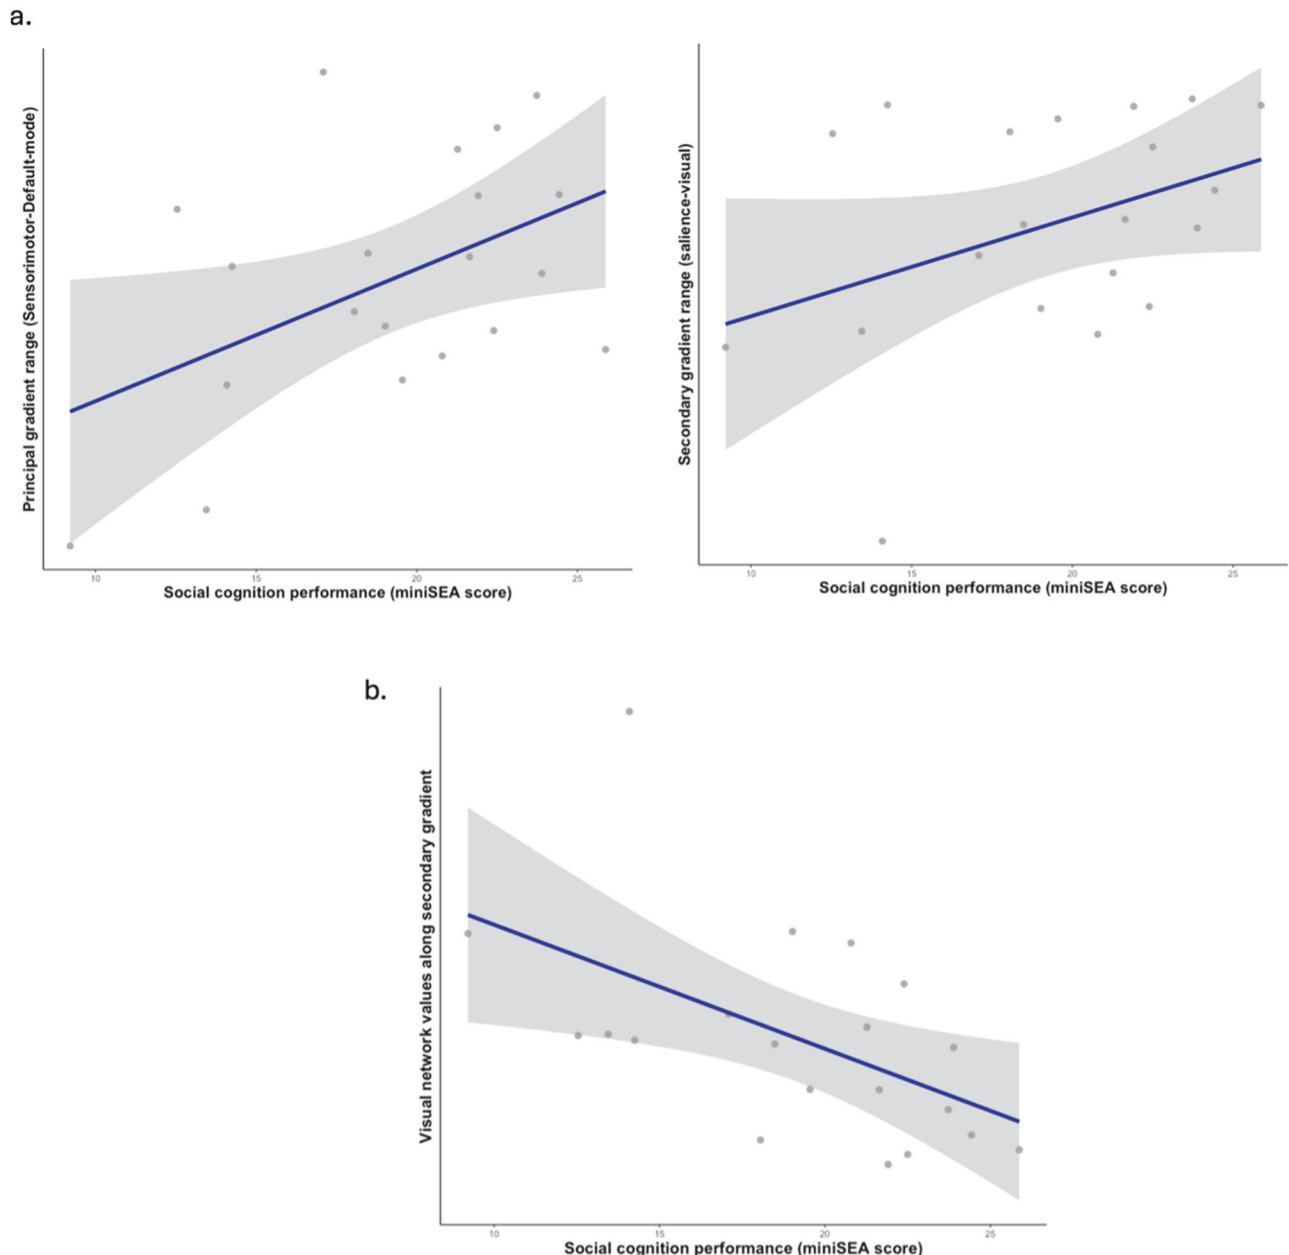 a.
Principal gradient range (Sensorimotor-Default-mode)
10 15 20 25
Social cognition performance (miniSEA score)
Secondary gradient range (salience-visual)
10 15 20 25
Social cognition performance (miniSEA score)
b.
Visual network values along secondary gradient
10 15 20 25
Social cognition performance (miniSEA score)